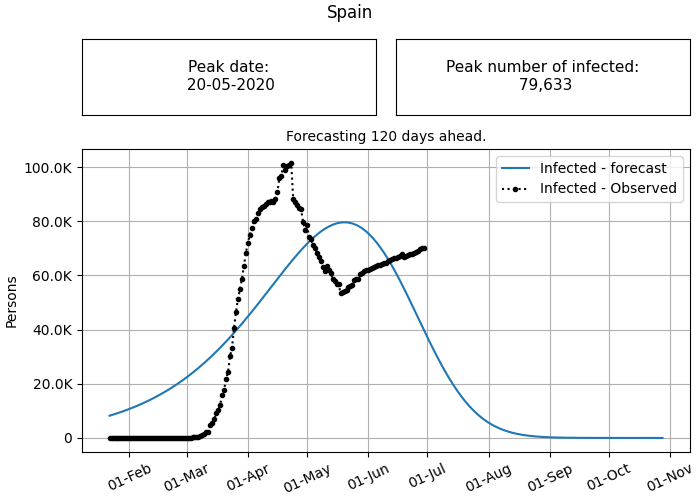 Spain
Peak date:
20-05-2020
Peak number of infected:
79,633
Forecasting 120 days ahead.
Infected - forecast
Infected - Observed
Persons
100.0K
80.0K
60.0K
40.0K
20.0K
0
01-Feb
01-Mar
01-Apr
01-May
01-Jun
01-Jul
01-Aug
01-Sep
01-Oct
01-Nov